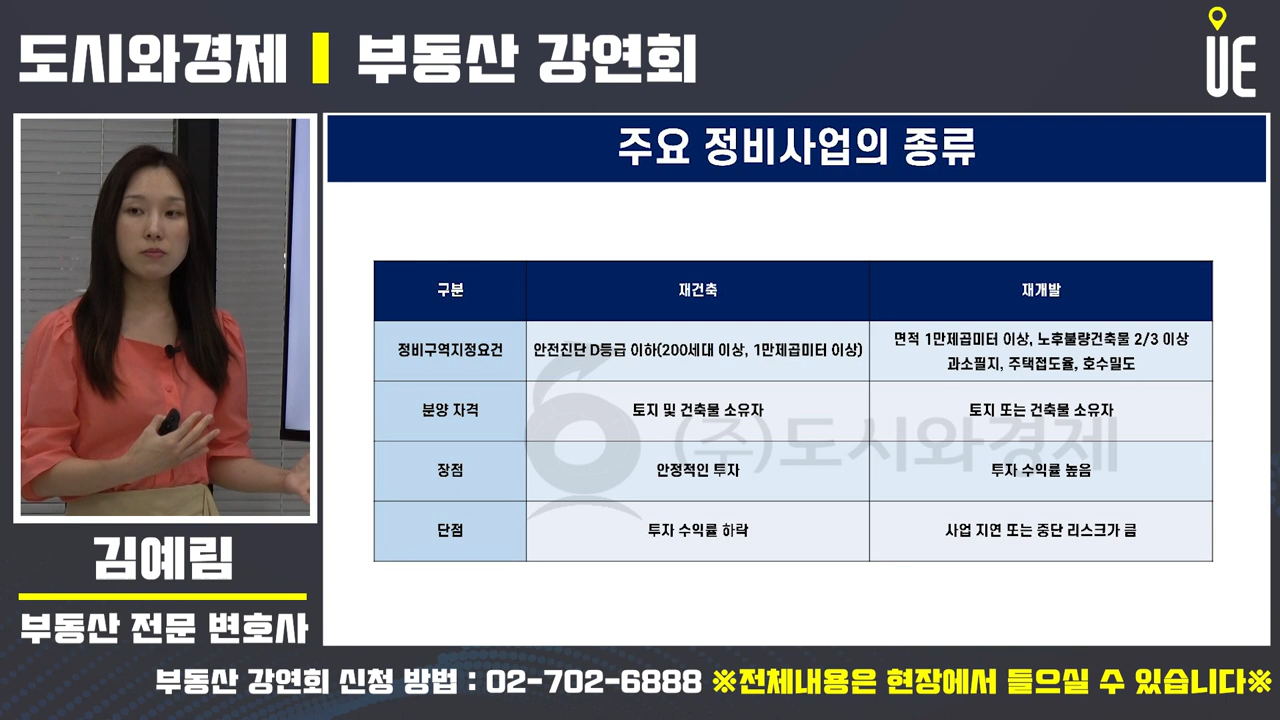 도시와경제 | 부동산 강연회
UE
주요 정비사업의 종류
구분 재건축 재개발
정비구역지정요건 안전진단 D등급 이하(200세대 이상, 1만제곱미터 이상) 면적 1만제곱미터 이상, 노후불량건축물 2/3 이상
과소필지, 주택접도율, 호수밀도
분양 자격 토지 및 건축물 소유자 토지 또는 건축물 소유자
(주)도시와경제
장점 안정적인 투자 투자 수익률 높음
단점 투자 수익률 하락 사업 지연 또는 중단 리스크가 큼
김예림
부동산 전문 변호사
부동산 강연회 신청 방법 : 02-702-6888 ※전체내용은 현장에서 들으실 수 있습니다※